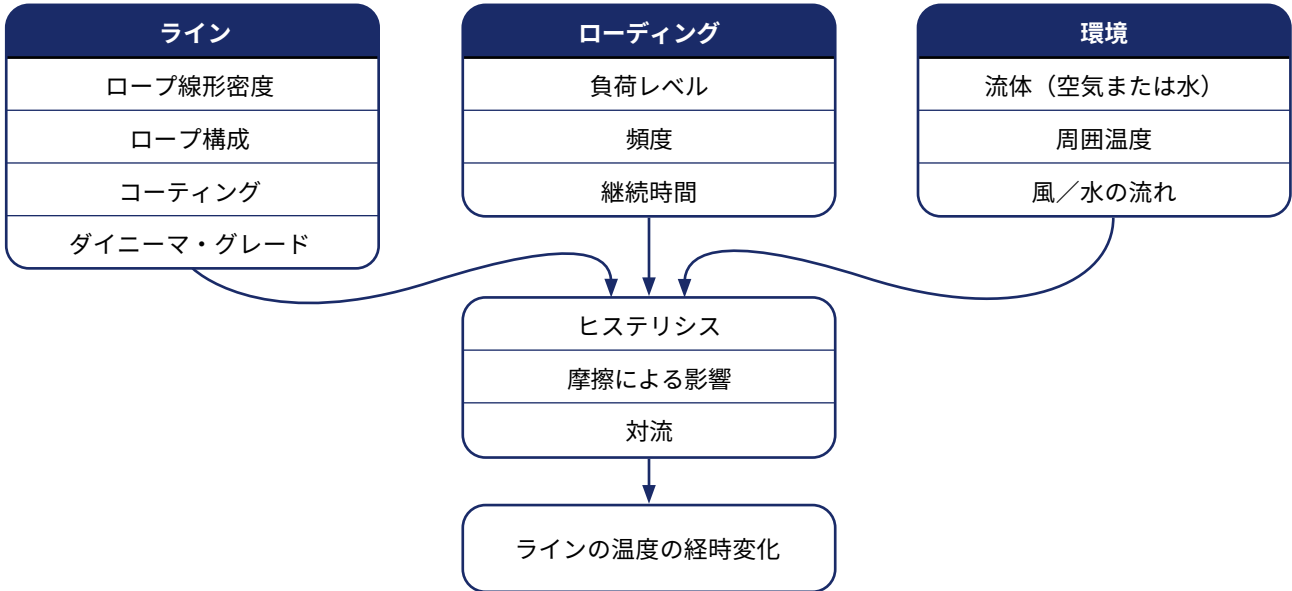 ライン
ロープ線形密度
ロープ構成
コーティング
ダイニーマ・グレード
ローディング
負荷レベル
頻度
継続時間
環境
流体（空気または水）
周囲温度
風／水の流れ
ヒステリシス
摩擦による影響
対流
ラインの温度の経時変化